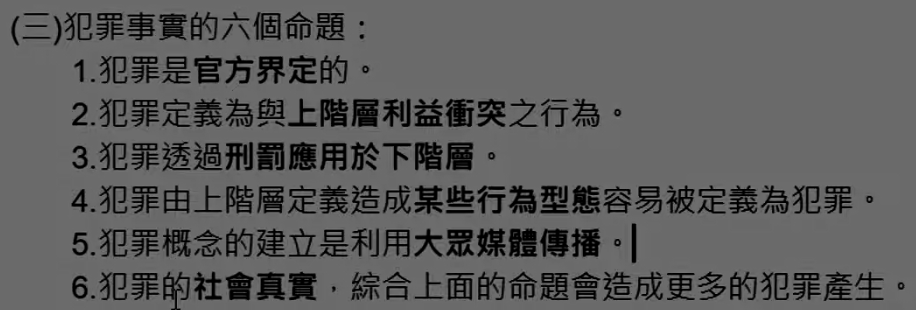 (三)犯罪事實的六個命題：
1.犯罪是官方界定的。
2.犯罪定義為與上階層利益衝突之行為。
3.犯罪透過刑罰應用於下階層。
4.犯罪由上階層定義造成某些行為型態容易被定義為犯罪。
5.犯罪概念的建立是利用大眾媒體傳播。
6.犯罪的社會真實，綜合上面的命題會造成更多的犯罪產生。